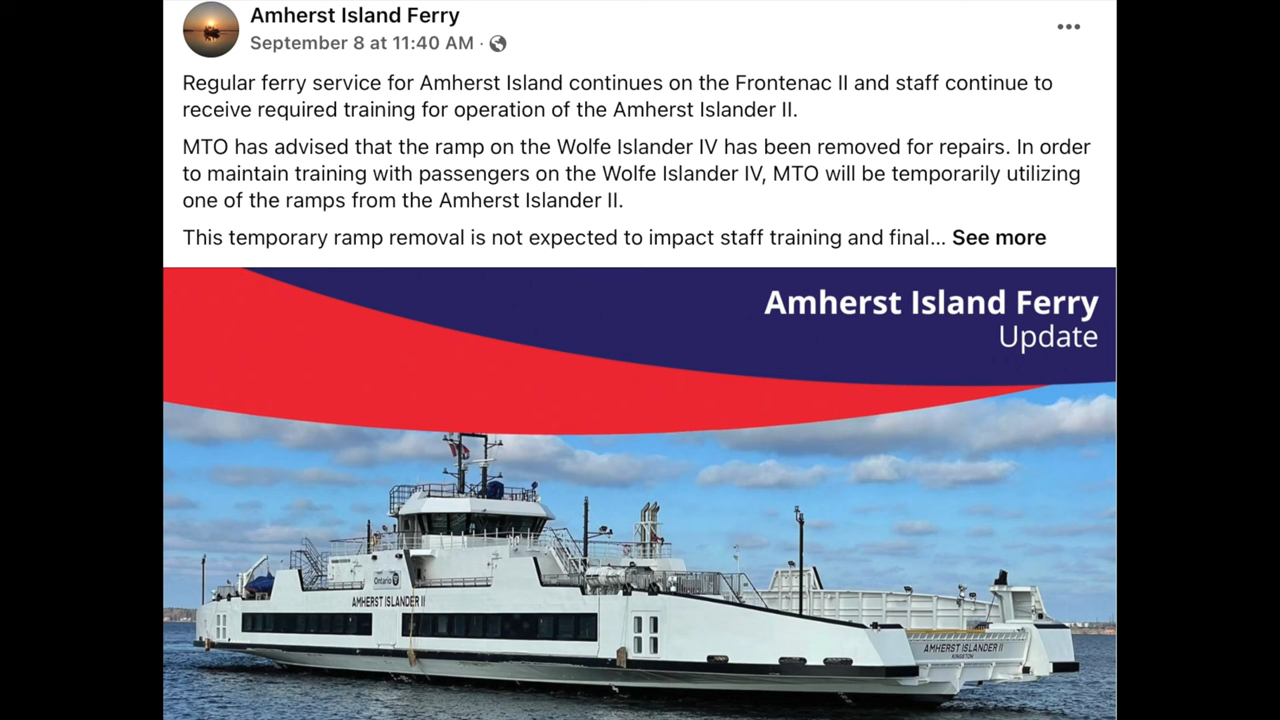 Amherst Island Ferry
September 8 at 11:40 AM ·
Regular ferry service for Amherst Island continues on the Frontenac II and staff continue to
receive required training for operation of the Amherst Islander II.
MTO has advised that the ramp on the Wolfe Islander IV has been removed for repairs. In order
to maintain training with passengers on the Wolfe Islander IV, MTO will be temporarily utilizing
one of the ramps from the Amherst Islander II.
This temporary ramp removal is not expected to impact staff training and final... See more
Amherst Island Ferry
Update
Ontario
AMHERST ISLANDER II
AMHERST ISLANDER II
KINGSTON